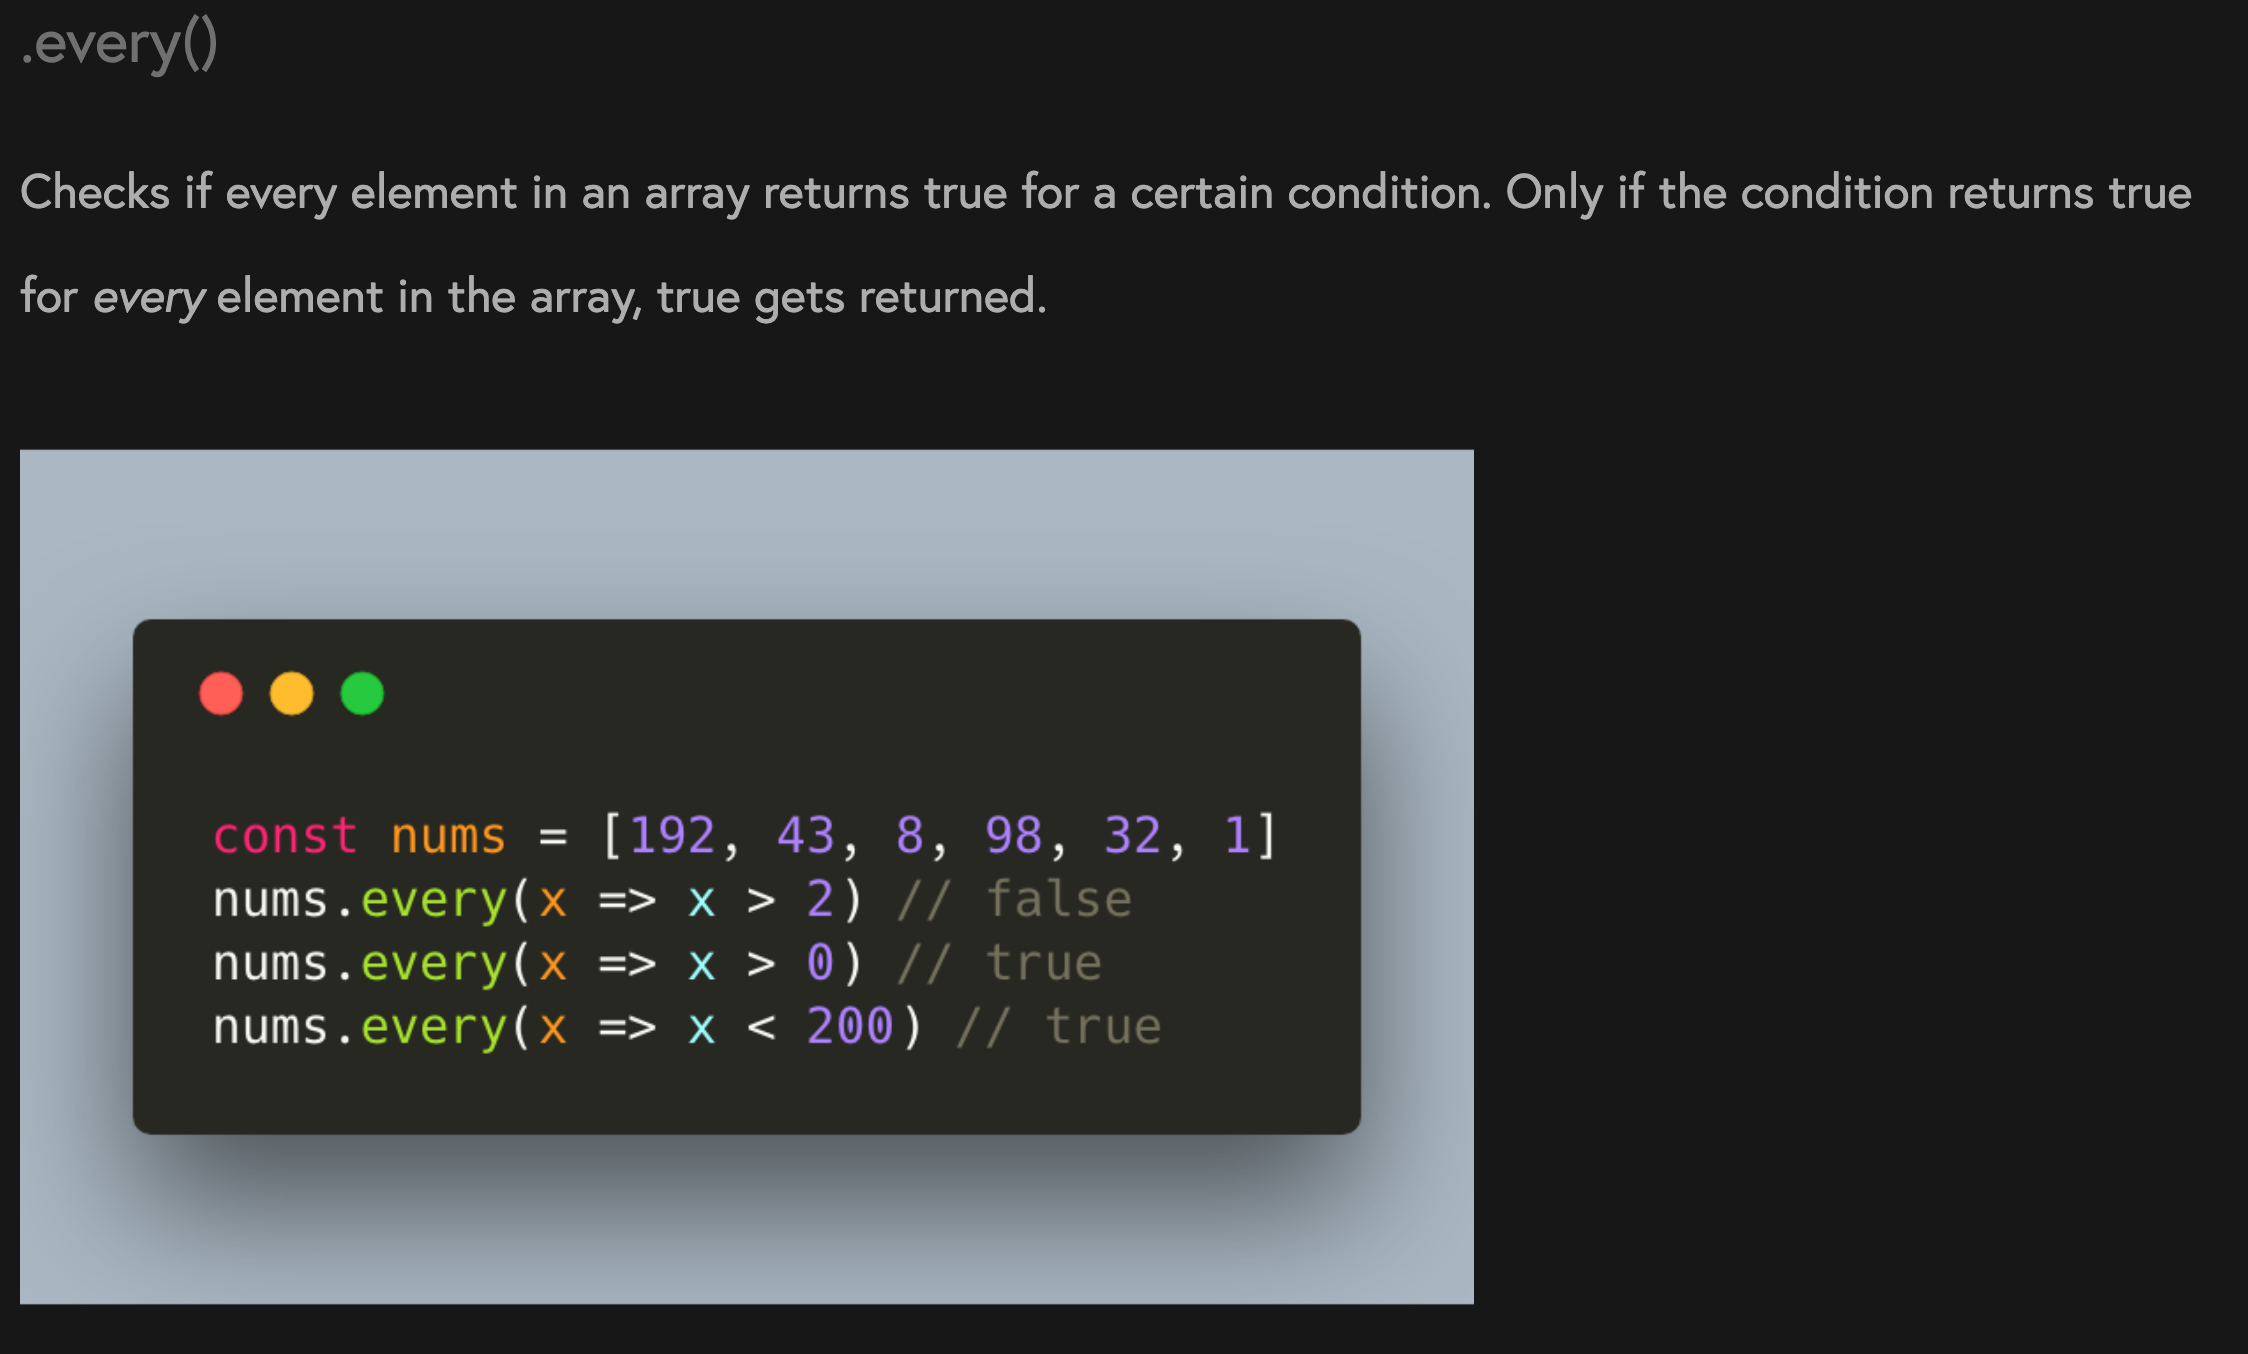 .every()
Checks if every element in an array returns true for a certain condition. Only if the condition returns true
for every element in the array, true gets returned.
const nums = [192, 43, 8, 98, 32, 1]
nums.every(x => x > 2) // false
nums.every(x => x > 0) // true
nums.every(x => x < 200) // true